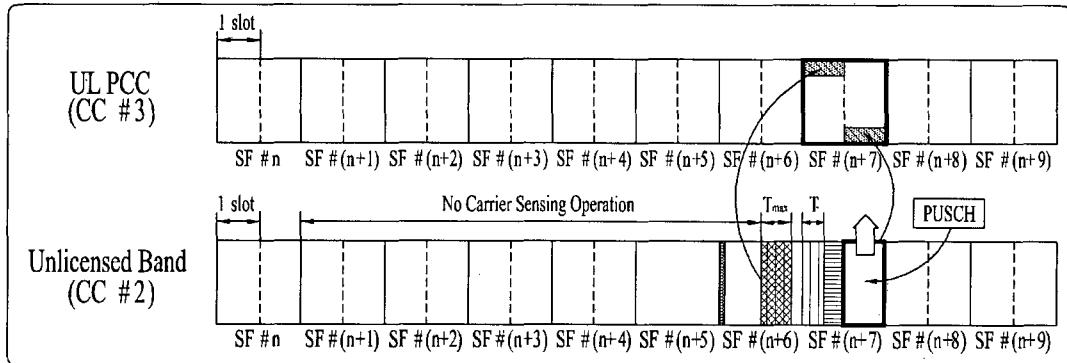 1 slot
UL PCC
(CC #3)
SF #n SF #(n+1) SF #(n+2) SF #(n+3) SF #(n+4) SF #(n+5) SF #(n+6) SF #(n+7) SF #(n+8) SF #(n+9)
1 slot
No Carrier Sensing Operation
Tmax
T
PUSCH
Unlicensed Band
(CC #2)
SF #n SF #(n+1) SF #(n+2) SF #(n+3) SF #(n+4) SF #(n+5) SF #(n+6) SF #(n+7) SF #(n+8) SF #(n+9)